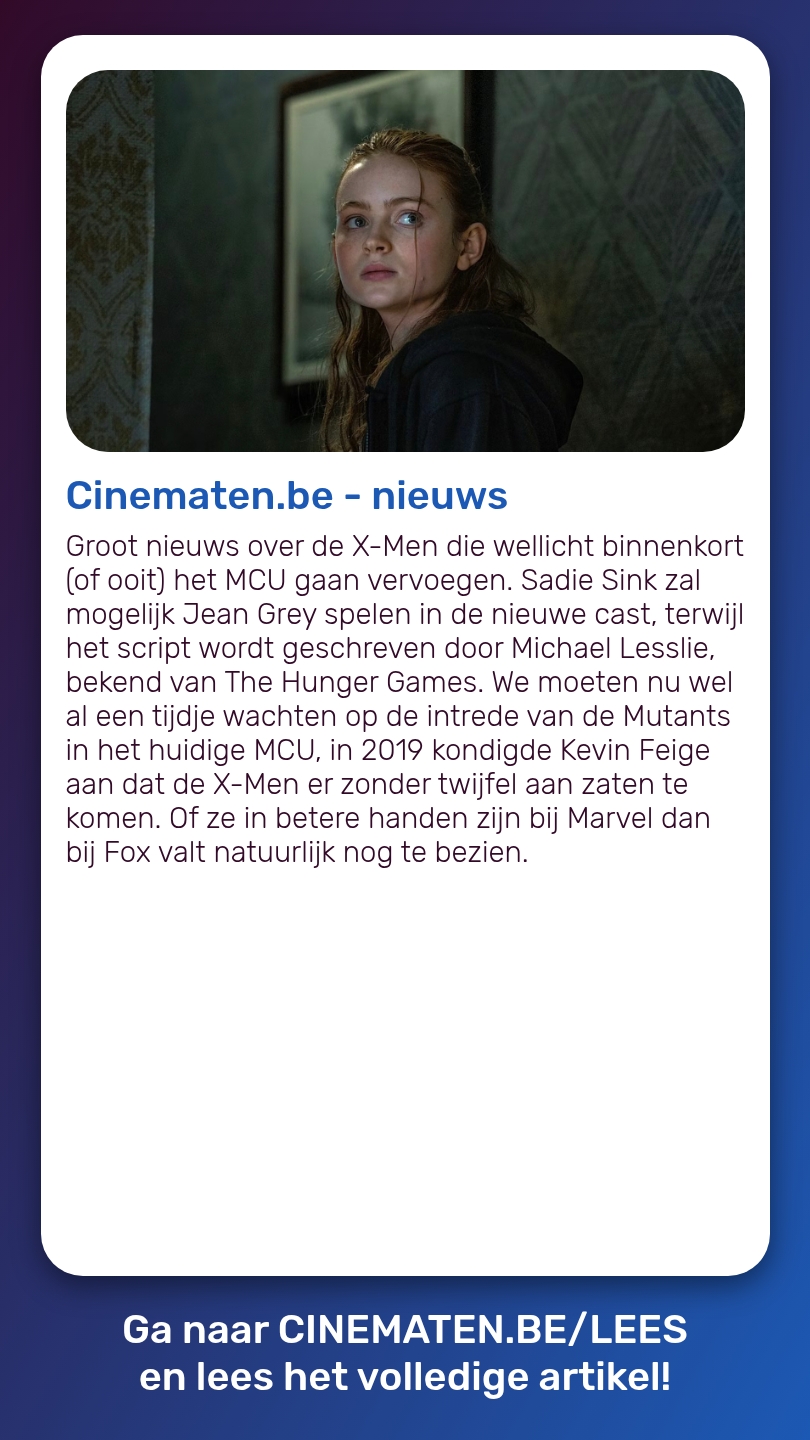 Cinematen.be - nieuws
Groot nieuws over de X-Men die wellicht binnenkort
(of ooit) het MCU gaan vervoegen. Sadie Sink zal
mogelijk Jean Grey spelen in de nieuwe cast, terwijl
het script wordt geschreven door Michael Lesslie,
bekend van The Hunger Games. We moeten nu wel
al een tijdje wachten op de intrede van de Mutants
in het huidige MCU, in 2019 kondigde Kevin Feige
aan dat de X-Men er zonder twijfel aan zaten te
komen. Of ze in betere handen zijn bij Marvel dan
bij Fox valt natuurlijk nog te bezien.
Ga naar CINEMATEN.BE/LEES
en lees het volledige artikel!